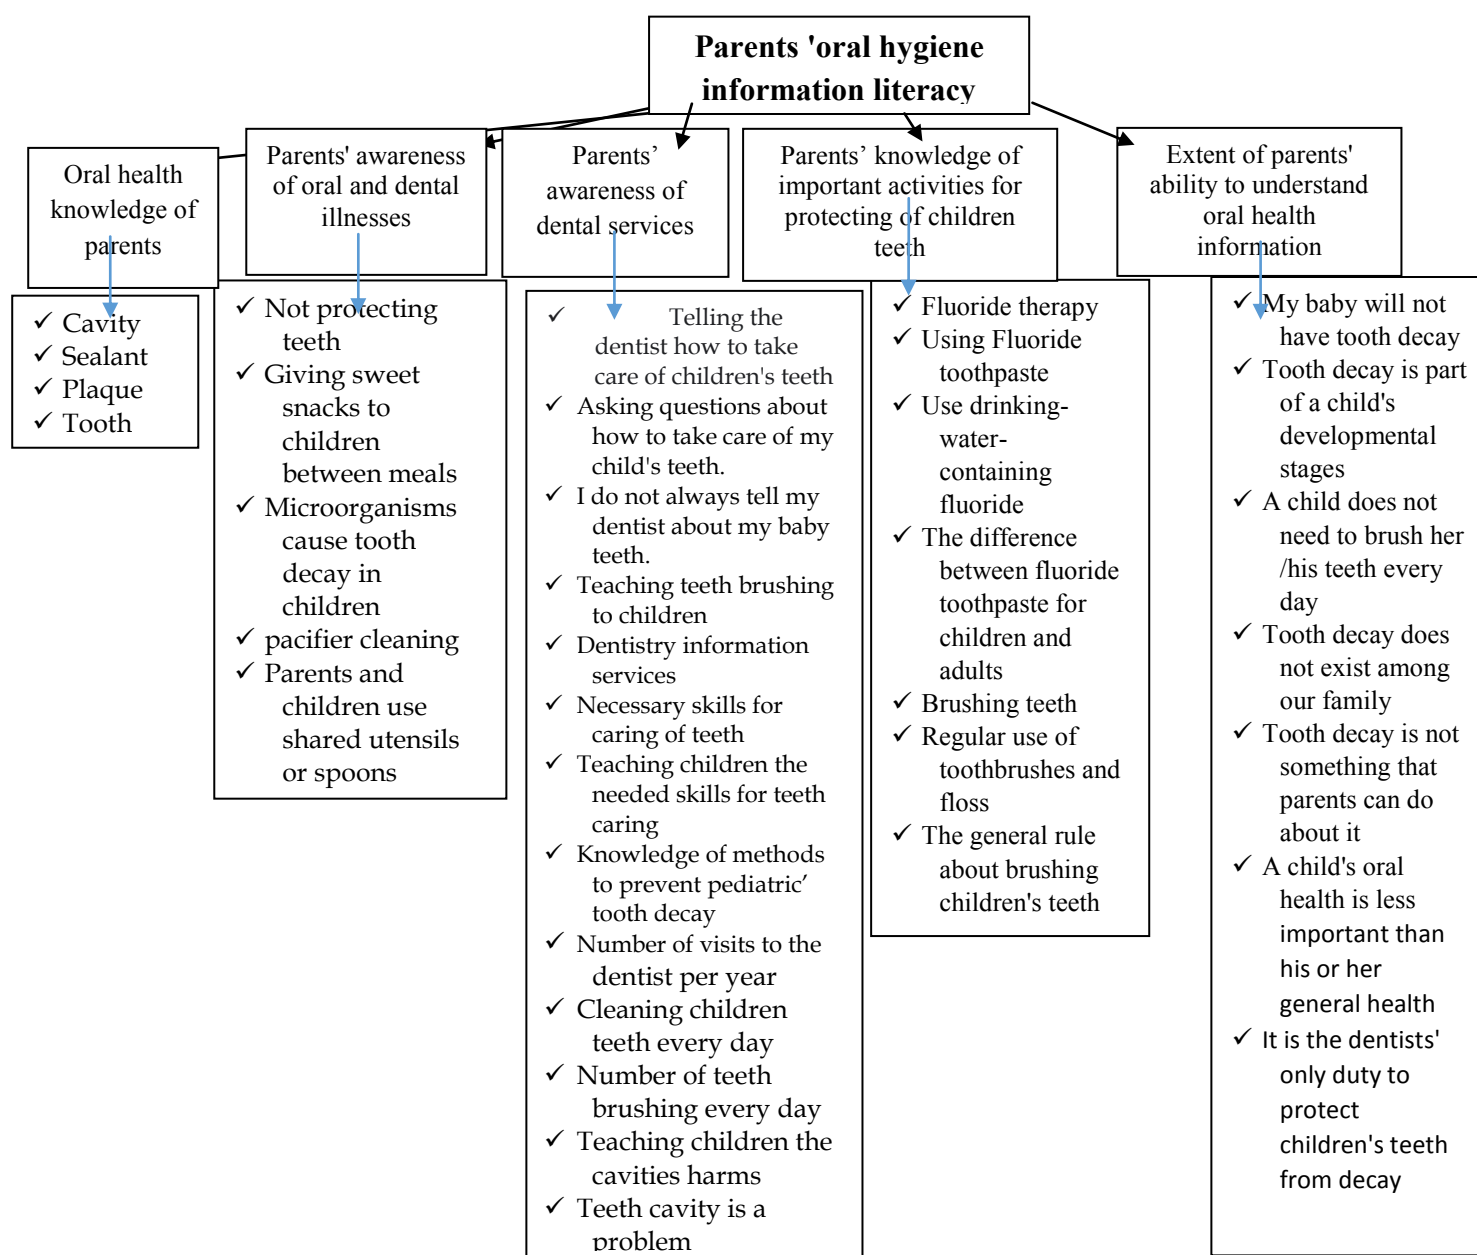 Parents 'oral hygiene
information literacy
Oral health
knowledge of
parents
Parents' awareness
of oral and dental
illnesses
Parents’
awareness of
dental services
Parents’ knowledge of
important activities for
protecting of children
teeth
Extent of parents'
ability to understand
oral health
information
✓ Cavity
✓ Sealant
✓ Plaque
✓ Tooth
✓ Not protecting
teeth
✓ Giving sweet
snacks to
children
between meals
✓ Microorganisms
cause tooth
decay in
children
✓ pacifier cleaning
✓ Parents and
children use
shared utensils
or spoons
✓ Telling the
dentist how to take
care of children's teeth
✓ Asking questions about
how to take care of my
child's teeth.
✓ I do not always tell my
dentist about my baby
teeth.
✓ Teaching teeth brushing
to children
✓ Dentistry information
services
✓ Necessary skills for
caring of teeth
✓ Teaching children the
needed skills for teeth
caring
✓ Knowledge of methods
to prevent pediatric’
tooth decay
✓ Number of visits to the
dentist per year
✓ Cleaning children
teeth every day
✓ Number of teeth
brushing every day
✓ Teaching children the
cavities harms
✓ Teeth cavity is a
problem
✓ Fluoride therapy
✓ Using Fluoride
toothpaste
✓ Use drinking-
water-
containing
fluoride
✓ The difference
between fluoride
toothpaste for
children and
adults
✓ Brushing teeth
✓ Regular use of
toothbrushes and
floss
✓ The general rule
about brushing
children's teeth
✓ My baby will not
have tooth decay
✓ Tooth decay is part
of a child's
developmental
stages
✓ A child does not
need to brush her
/his teeth every
day
✓ Tooth decay does
not exist among
our family
✓ Tooth decay is not
something that
parents can do
about it
✓ A child's oral
health is less
important than
his or her
general health
✓ It is the dentists'
only duty to
protect
children's teeth
from decay